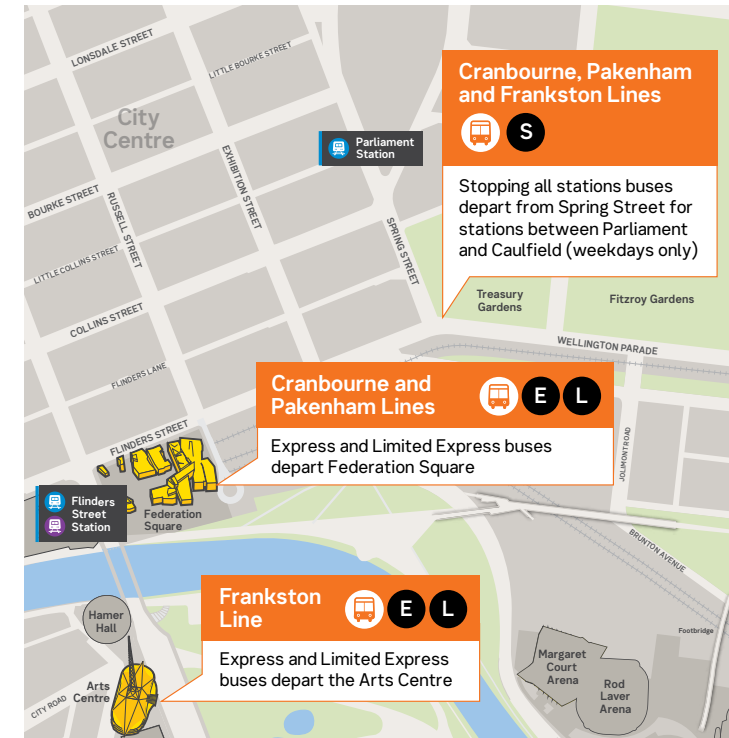 LONSDALE STREET
LITTLE BOURKE STREET
City
Centre
Parliament
Station
EXHIBITION STREET
BOURKE STREET
RUSSELL STREET
LITTLE COLLINS STREET
SPRING STREET
COLLINS STREET
FLINDERS LANE
FLINDERS STREET
Cranbourne, Pakenham
and Frankston Lines
S
Stopping all stations buses
depart from Spring Street for
stations between Parliament
and Caulfield (weekdays only)
Treasury
Gardens
Fitzroy Gardens
WELLINGTON PARADE
Cranbourne and
Pakenham Lines
E L
Express and Limited Express buses
depart Federation Square
JOLIMONT ROAD
Flinders
Street
Station
Federation
Square
BRUNTON AVENUE
Frankston
Line
E L
Express and Limited Express
buses depart the Arts Centre
Hamer
Hall
Footbridge
Arts
Centre
CITY ROAD
Margaret
Court
Arena
Rod
Laver
Arena